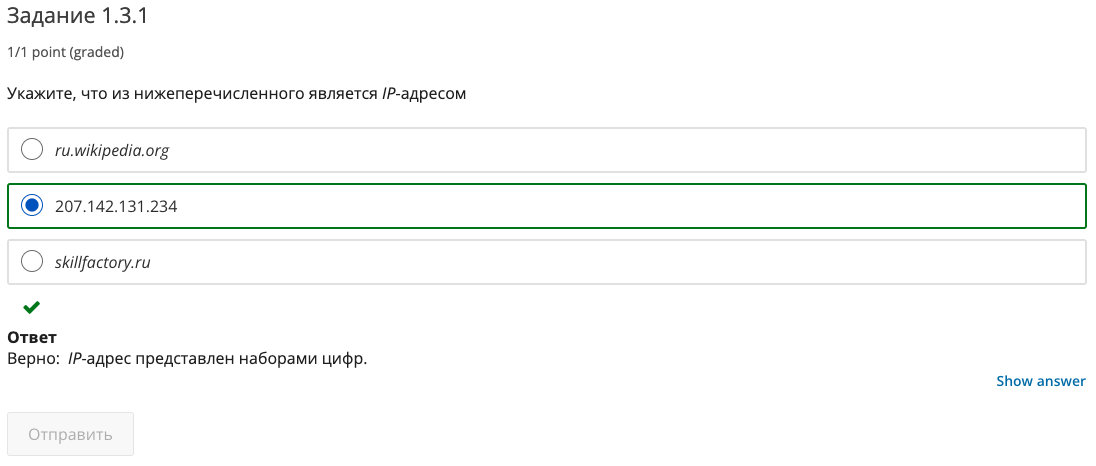 Задание 1.3.1
1/1 point (graded)
Укажите, что из нижеперечисленного является IP-адресом
ru.wikipedia.org
207.142.131.234
skillfactory.ru
Ответ
Верно: IP-адрес представлен наборами цифр.
Show answer
Отправить